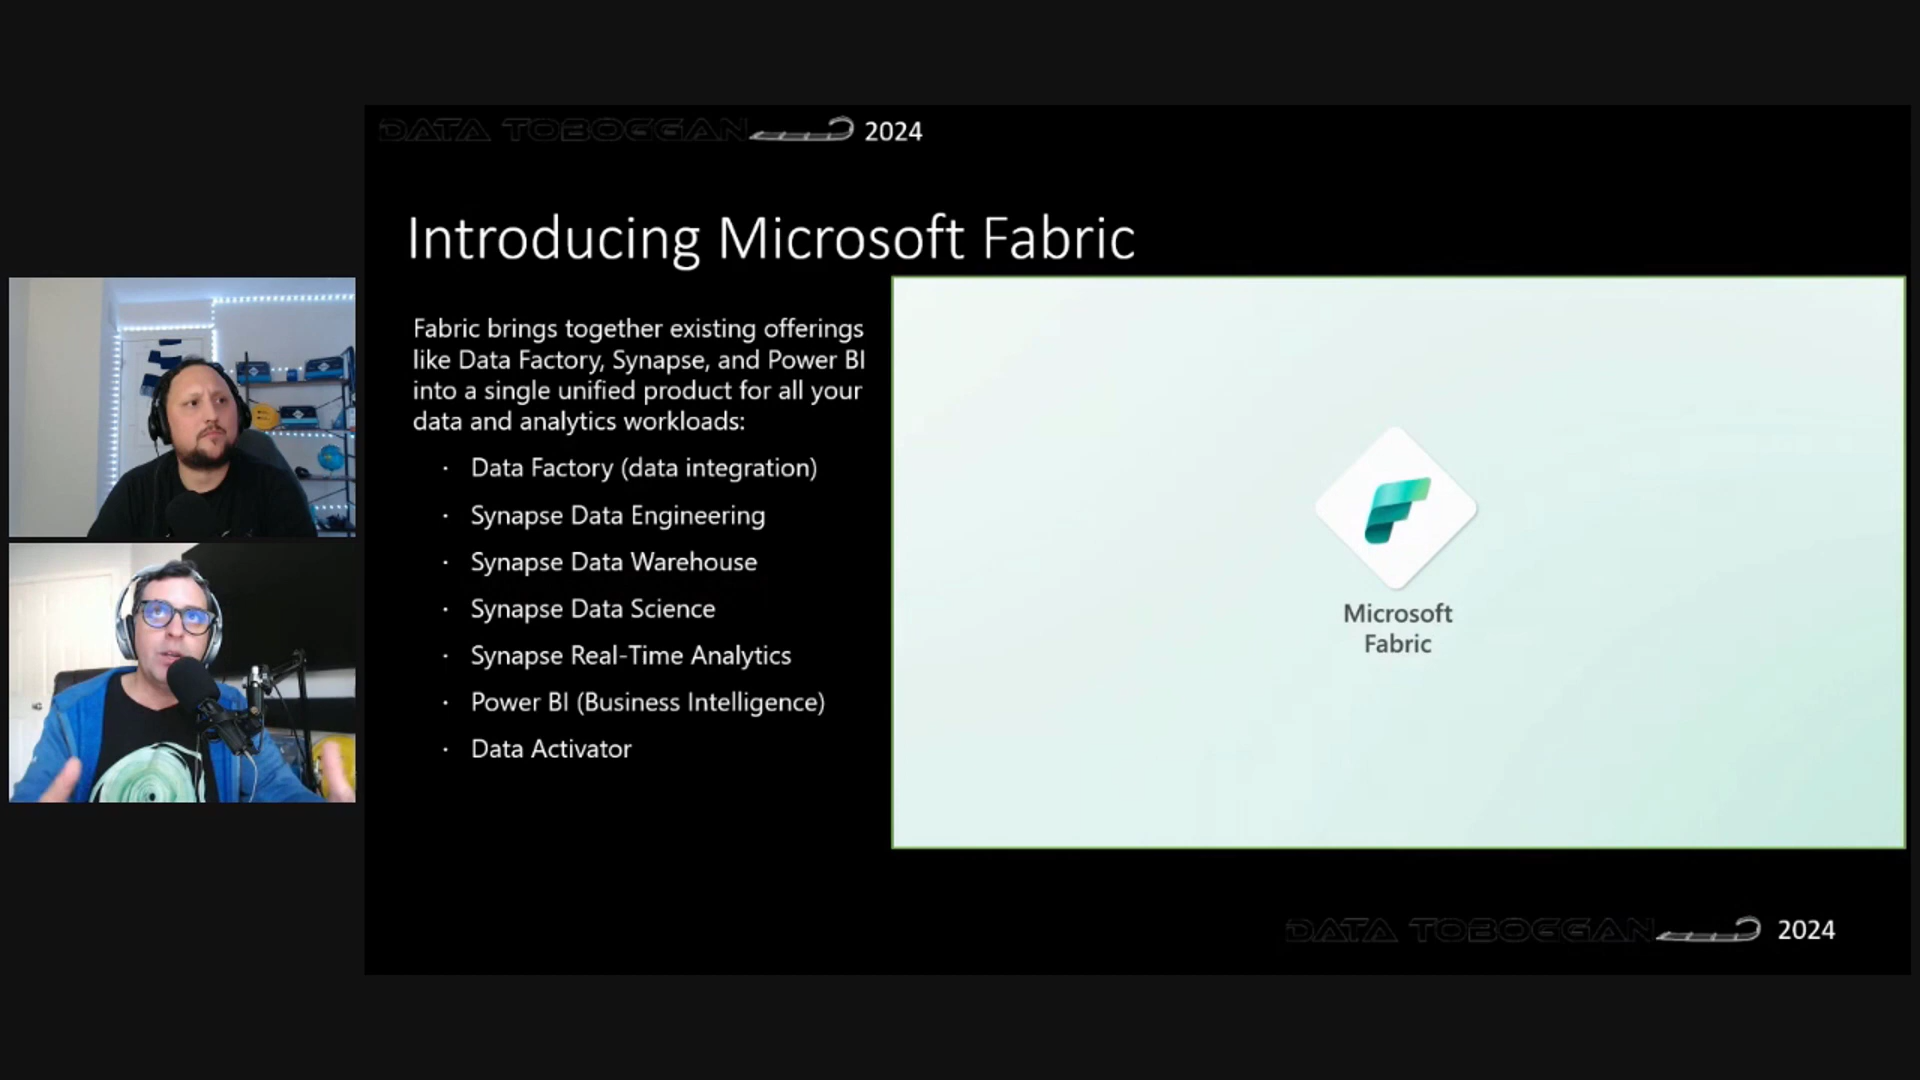 DATA TOBOGGAN 2024
Introducing Microsoft Fabric
Fabric brings together existing offerings
like Data Factory, Synapse, and Power BI
into a single unified product for all your
data and analytics workloads:
· Data Factory (data integration)
· Synapse Data Engineering
· Synapse Data Warehouse
· Synapse Data Science
· Synapse Real-Time Analytics
· Power BI (Business Intelligence)
· Data Activator
Microsoft
Fabric
DATA TOBOGGAN 2024